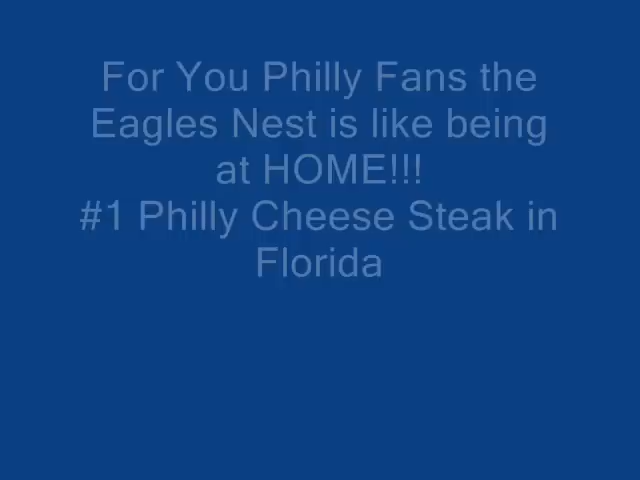 For You Philly Fans the
Eagles Nest is like being
at HOME!!!
#1 Philly Cheese Steak in
Florida